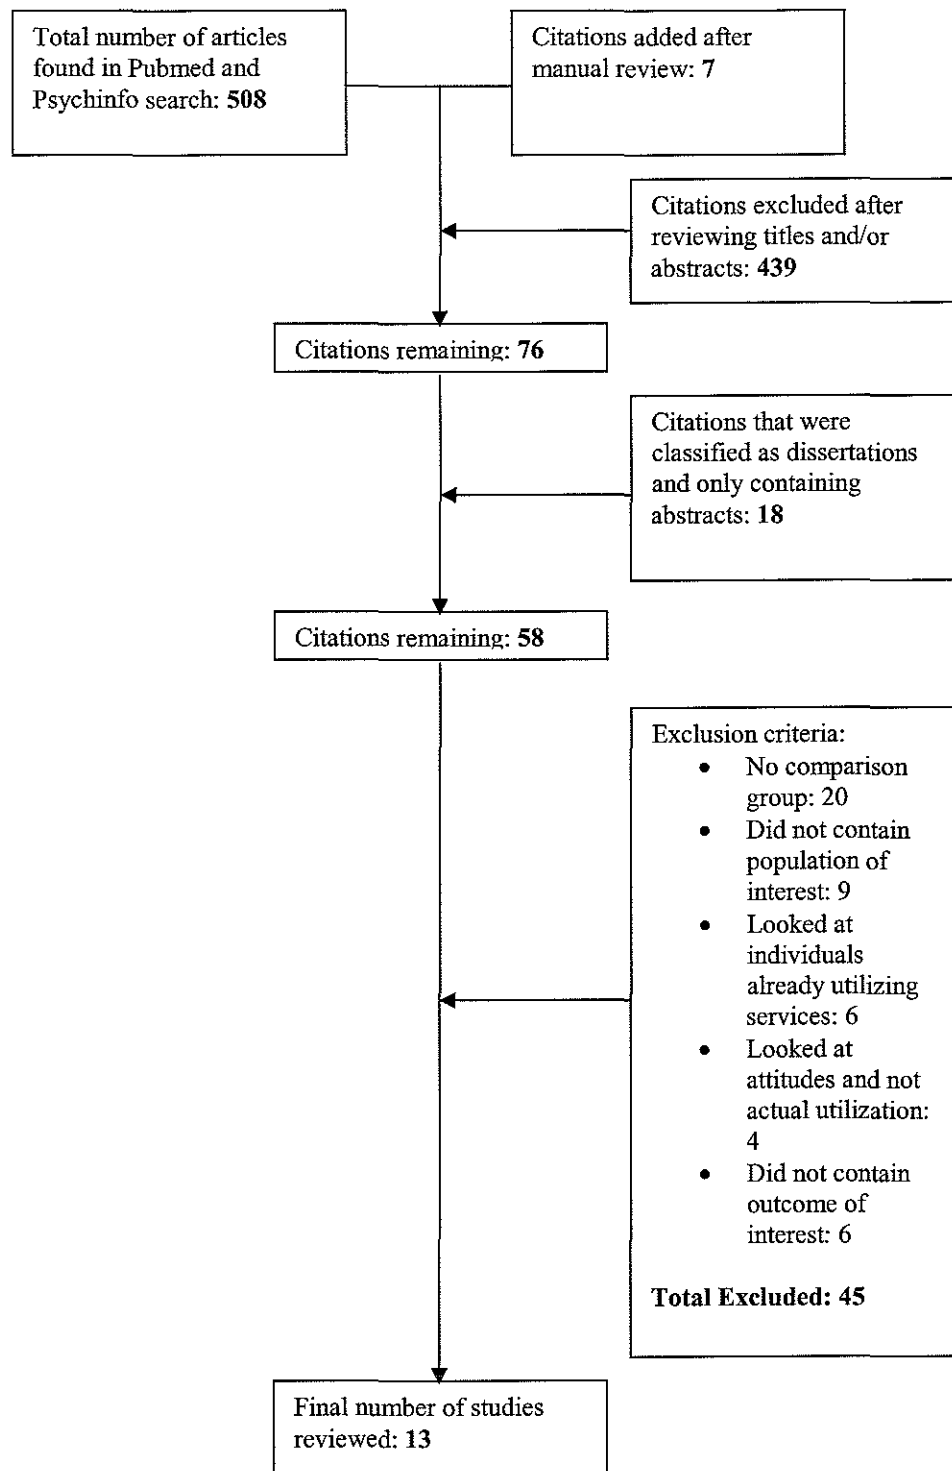 Total number of articles
found in Pubmed and
Psychinfo search: 508
Citations added after
manual review: 7
Citations excluded after
reviewing titles and/or
abstracts: 439
Citations remaining: 76
Citations that were
classified as dissertations
and only containing
abstracts: 18
Citations remaining: 58
Exclusion criteria:
• No comparison
group: 20
• Did not contain
population of
interest: 9
• Looked at
individuals
already utilizing
services: 6
• Looked at
attitudes and not
actual utilization:
4
• Did not contain
outcome of
interest: 6
Total Excluded: 45
Final number of studies
reviewed: 13